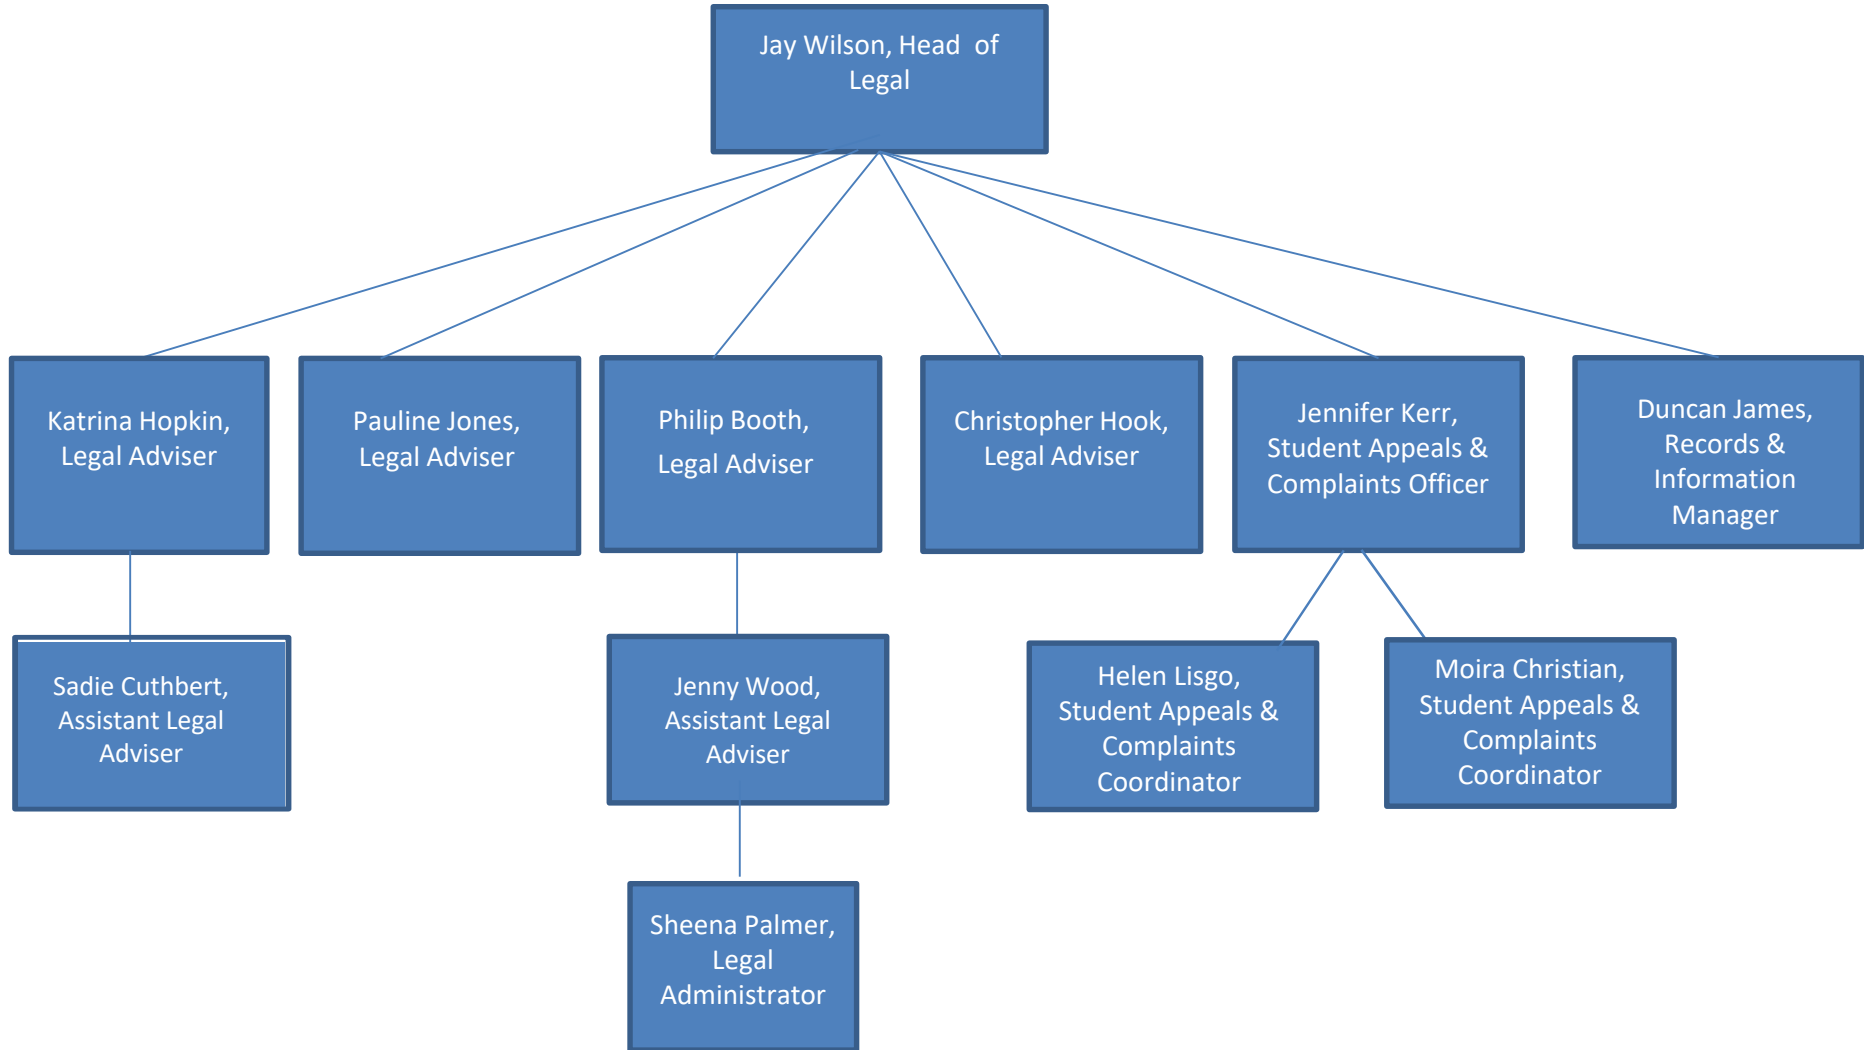 Jay Wilson, Head  of
Legal
Katrina Hopkin,
Legal Adviser
Pauline Jones,
Legal Adviser
Philip Booth,
Legal Adviser
Christopher Hook,
Legal Adviser
Jennifer Kerr,
Student Appeals &
Complaints Officer
Duncan James,
Records &
Information
Manager
Sadie Cuthbert,
Assistant Legal
Adviser
Jenny Wood,
Assistant Legal
Adviser
Helen Lisgo,
Student Appeals &
Complaints
Coordinator
Moira Christian,
Student Appeals &
Complaints
Coordinator
Sheena Palmer,
Legal
Administrator